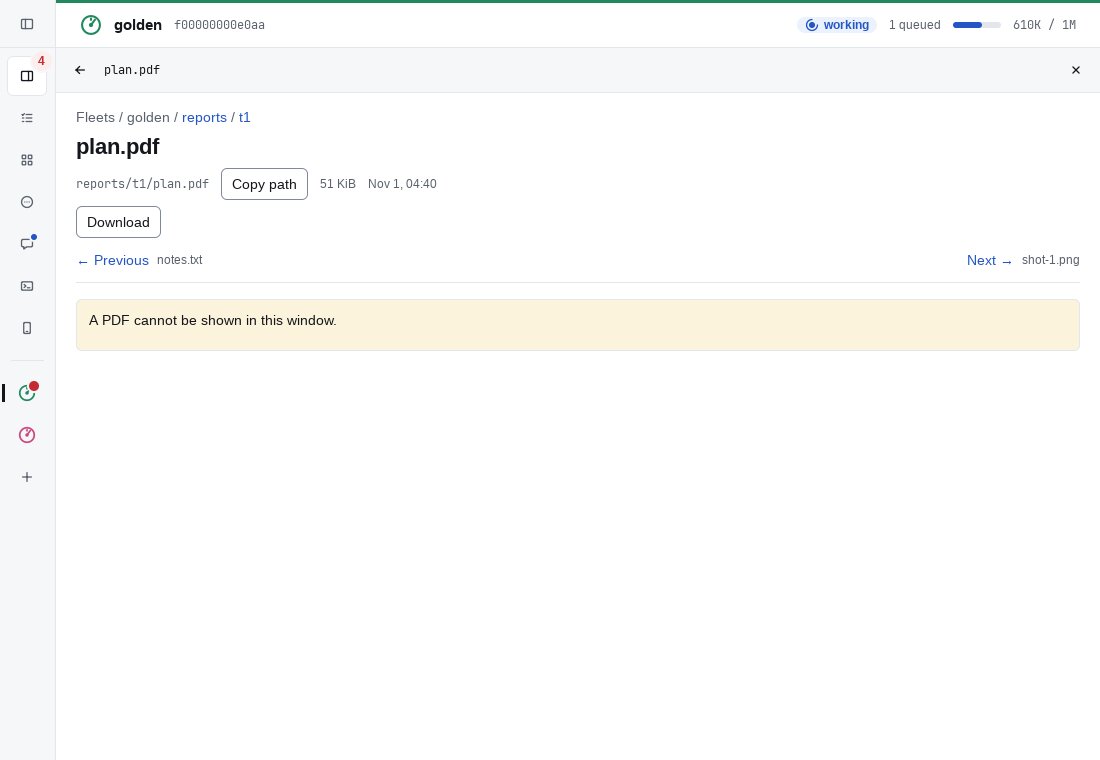 golden f00000000e0aa working 1 queued 610K / 1M
4
plan.pdf
Fleets / golden / reports / t1
plan.pdf
reports/t1/plan.pdf Copy path 51 KiB Nov 1, 04:40
Download
← Previous notes.txt Next → shot-1.png
A PDF cannot be shown in this window.